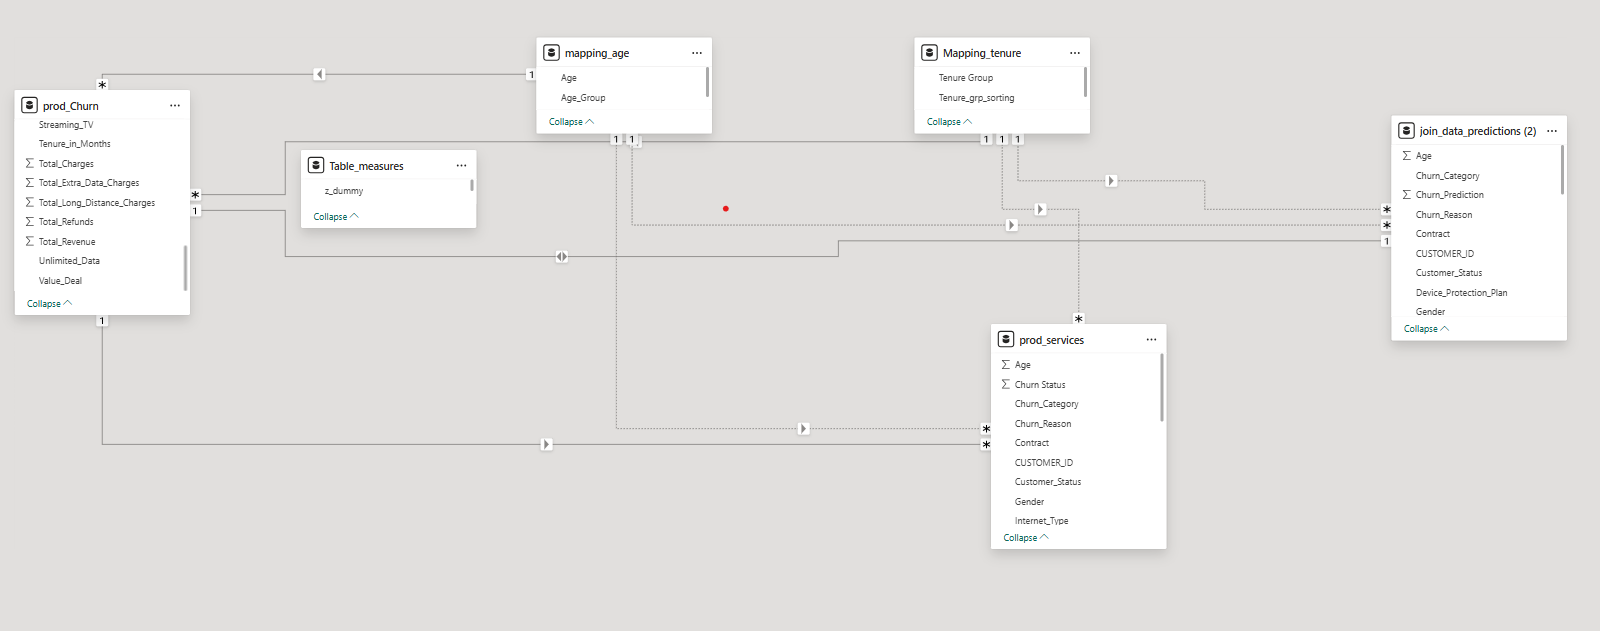 mapping_age
Age
Age_Group
Collapse
Mapping_tenure
Tenure Group
Tenure_grp_sorting
Collapse
prod_Churn
Streaming_TV
Tenure_in_Months
Total_Charges
Total_Extra_Data_Charges
Total_Long_Distance_Charges
Total_Refunds
Total_Revenue
Unlimited_Data
Value_Deal
Collapse
Table_measures
z_dummy
Collapse
join_data_predictions (2)
Age
Churn_Category
Churn_Prediction
Churn_Reason
Contract
CUSTOMER_ID
Customer_Status
Device_Protection_Plan
Gender
Collapse
prod_services
Age
Churn Status
Churn_Category
Churn_Reason
Contract
CUSTOMER_ID
Customer_Status
Gender
Internet_Type
Collapse
1
*
*
1
1
1
1
1
1
1
*
*
1
*
*
*
1